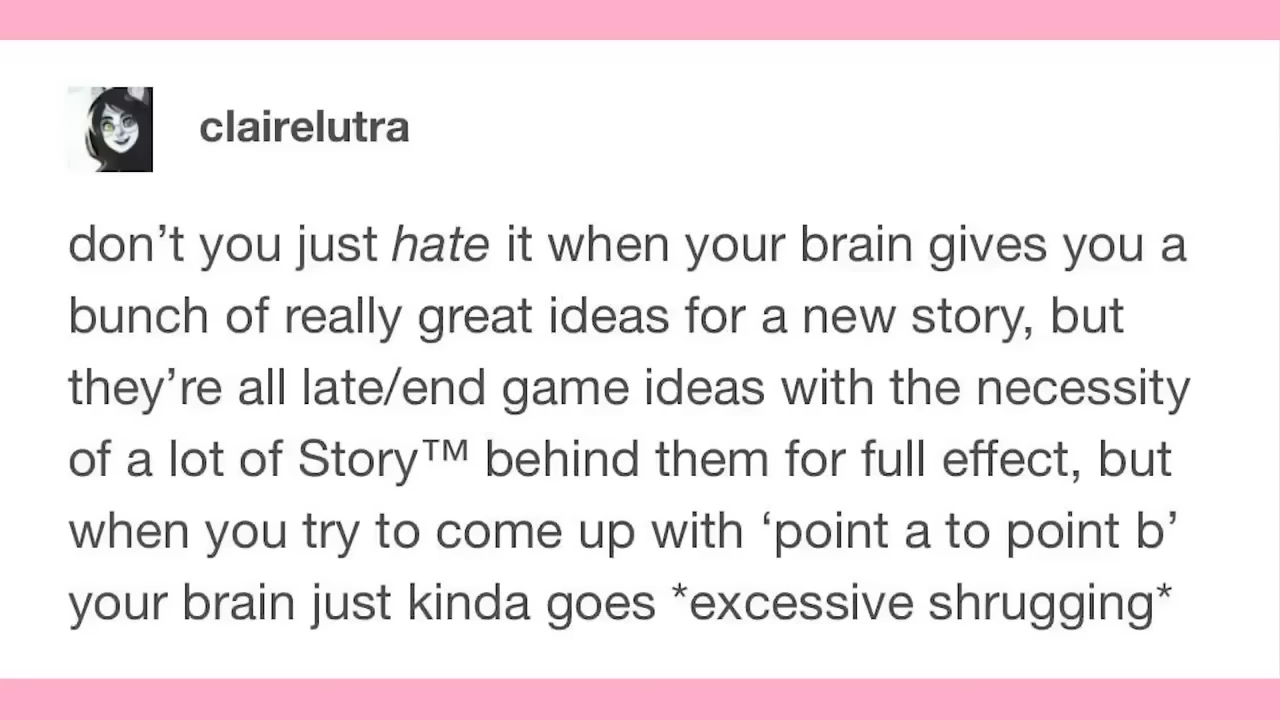 clairelutra
don’t you just hate it when your brain gives you a
bunch of really great ideas for a new story, but
they’re all late/end game ideas with the necessity
of a lot of Story™ behind them for full effect, but
when you try to come up with ‘point a to point b’
your brain just kinda goes *excessive shrugging*